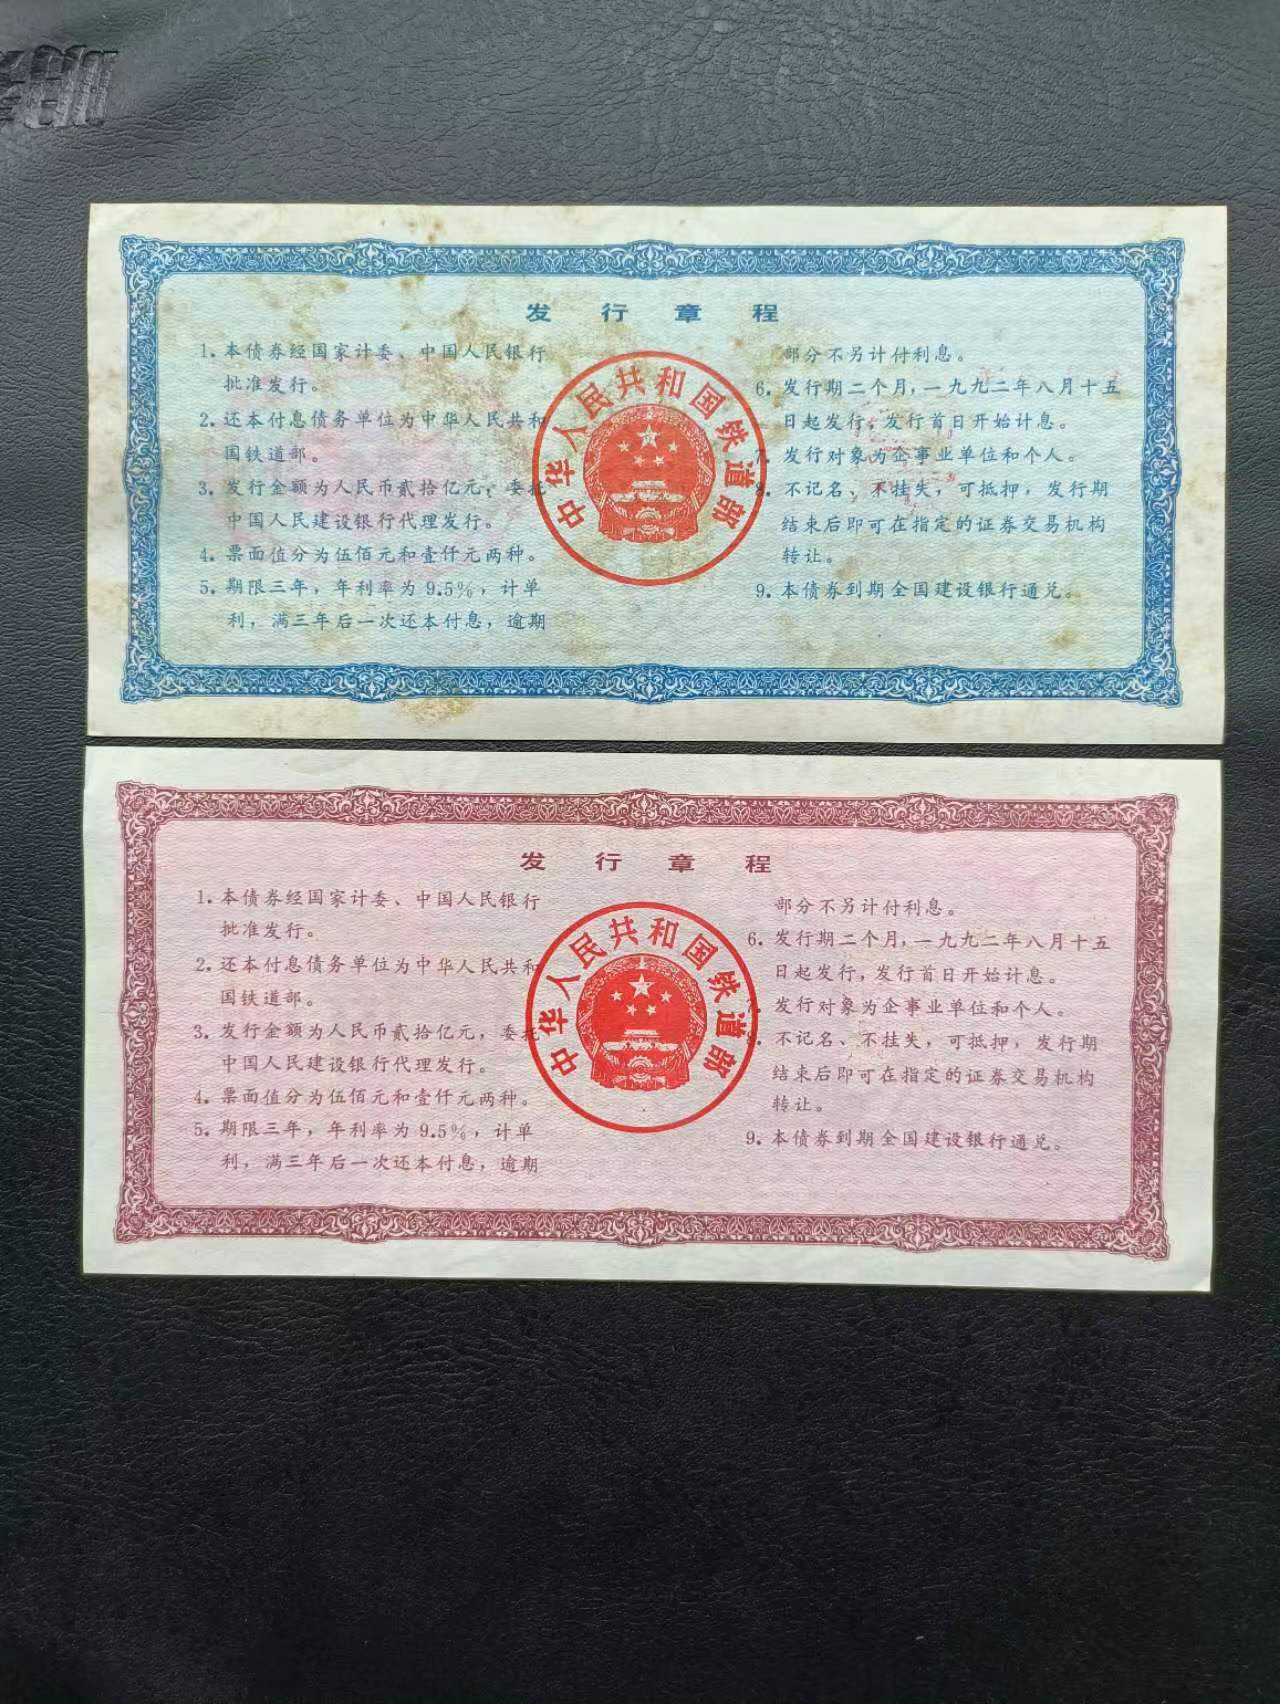 发行章程
1. 本债券经国家计委、中国人民银行
批准发行。
2. 还本付息债务单位为中华人民共和
国铁道部。
3. 发行金额为人民币贰拾亿元，委托
中国人民建设银行代理发行。
4. 票面值分为伍佰元和壹仟元两种。
5. 期限三年，年利率为9.5%，计单
利，满三年后一次还本付息，逾期
部分不另计付利息。
6. 发行期二个月，一九九二年八月十五
日起发行，发行首日开始计息。
7. 发行对象为企事业单位和个人。
8. 不记名、不挂失，可抵押，发行期
结束后即可在指定的证券交易机构
转让。
9. 本债券到期全国建设银行通兑。
中华人民共和国铁道部
发行章程
1. 本债券经国家计委、中国人民银行
批准发行。
2. 还本付息债务单位为中华人民共和
国铁道部。
3. 发行金额为人民币贰拾亿元，委托
中国人民建设银行代理发行。
4. 票面值分为伍佰元和壹仟元两种。
5. 期限三年，年利率为9.5%，计单
利，满三年后一次还本付息，逾期
部分不另计付利息。
6. 发行期二个月，一九九二年八月十五
日起发行，发行首日开始计息。
发行对象为企事业单位和个人。
不记名、不挂失，可抵押，发行期
结束后即可在指定的证券交易机构
转让。
9. 本债券到期全国建设银行通兑。
中华人民共和国铁道部